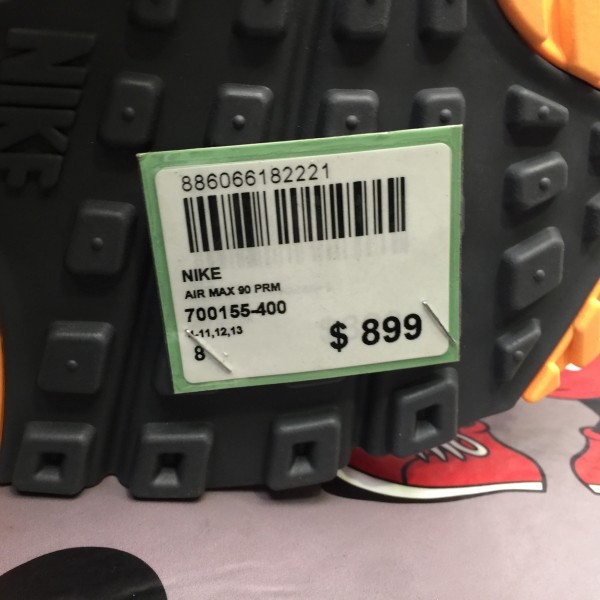 NIKE
886066182221
NIKE
AIR MAX 90 PRM
700155-400
-11,12,13
8
$ 899